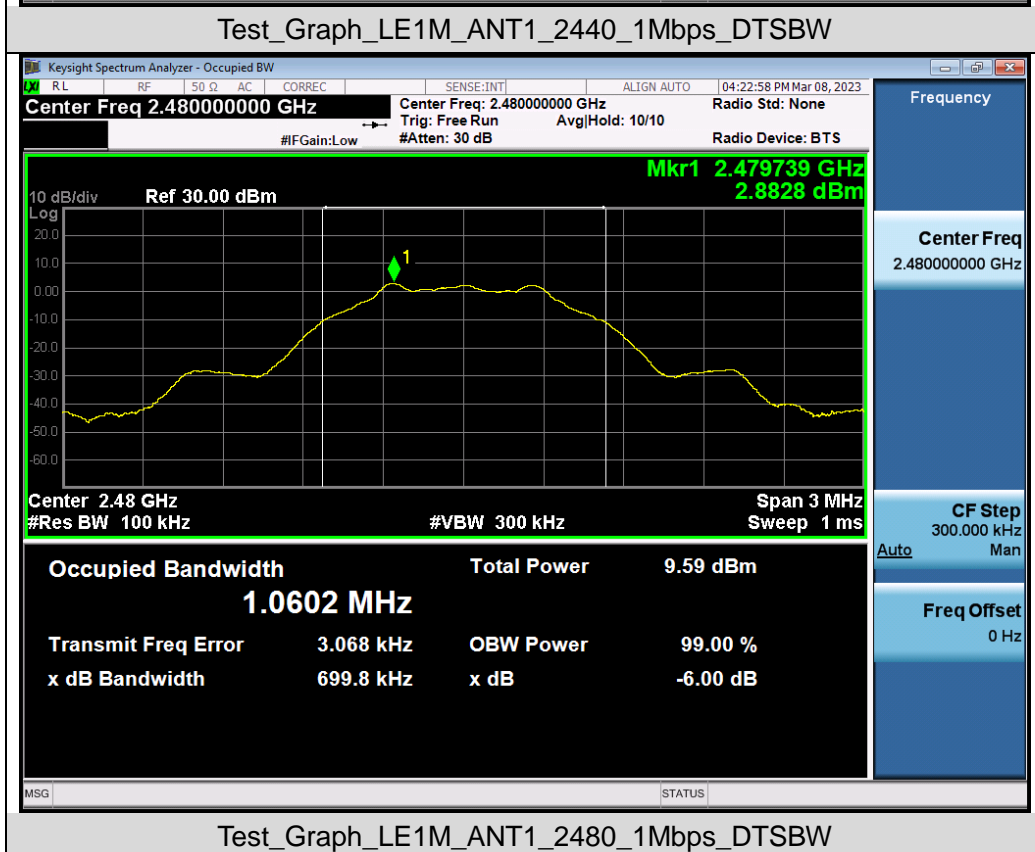 Test_Graph_LE1M_ANT1_2440_1Mbps_DTSBW
Keysight Spectrum Analyzer - Occupied BW
LXI RL RF 50 Ω AC CORREC SENSE:INT ALIGN AUTO 04:22:58 PM Mar 08, 2023
Center Freq 2.480000000 GHz
Center Freq: 2.480000000 GHz Radio Std: None
Trig: Free Run Avg|Hold: 10/10
#IFGain:Low #Atten: 30 dB Radio Device: BTS
Frequency
Mkr1 2.479739 GHz
2.8828 dBm
10 dB/div Ref 30.00 dBm
Log
20.0
10.0
0.00
-10.0
-20.0
-30.0
-40.0
-50.0
-60.0
1
Center 2.48 GHz Span 3 MHz
#Res BW 100 kHz #VBW 300 kHz Sweep 1 ms
Center Freq
2.480000000 GHz
CF Step
300.000 kHz
Auto Man
Freq Offset
0 Hz
Occupied Bandwidth Total Power 9.59 dBm
1.0602 MHz
Transmit Freq Error 3.068 kHz OBW Power 99.00 %
x dB Bandwidth 699.8 kHz x dB -6.00 dB
MSG STATUS
Test_Graph_LE1M_ANT1_2480_1Mbps_DTSBW